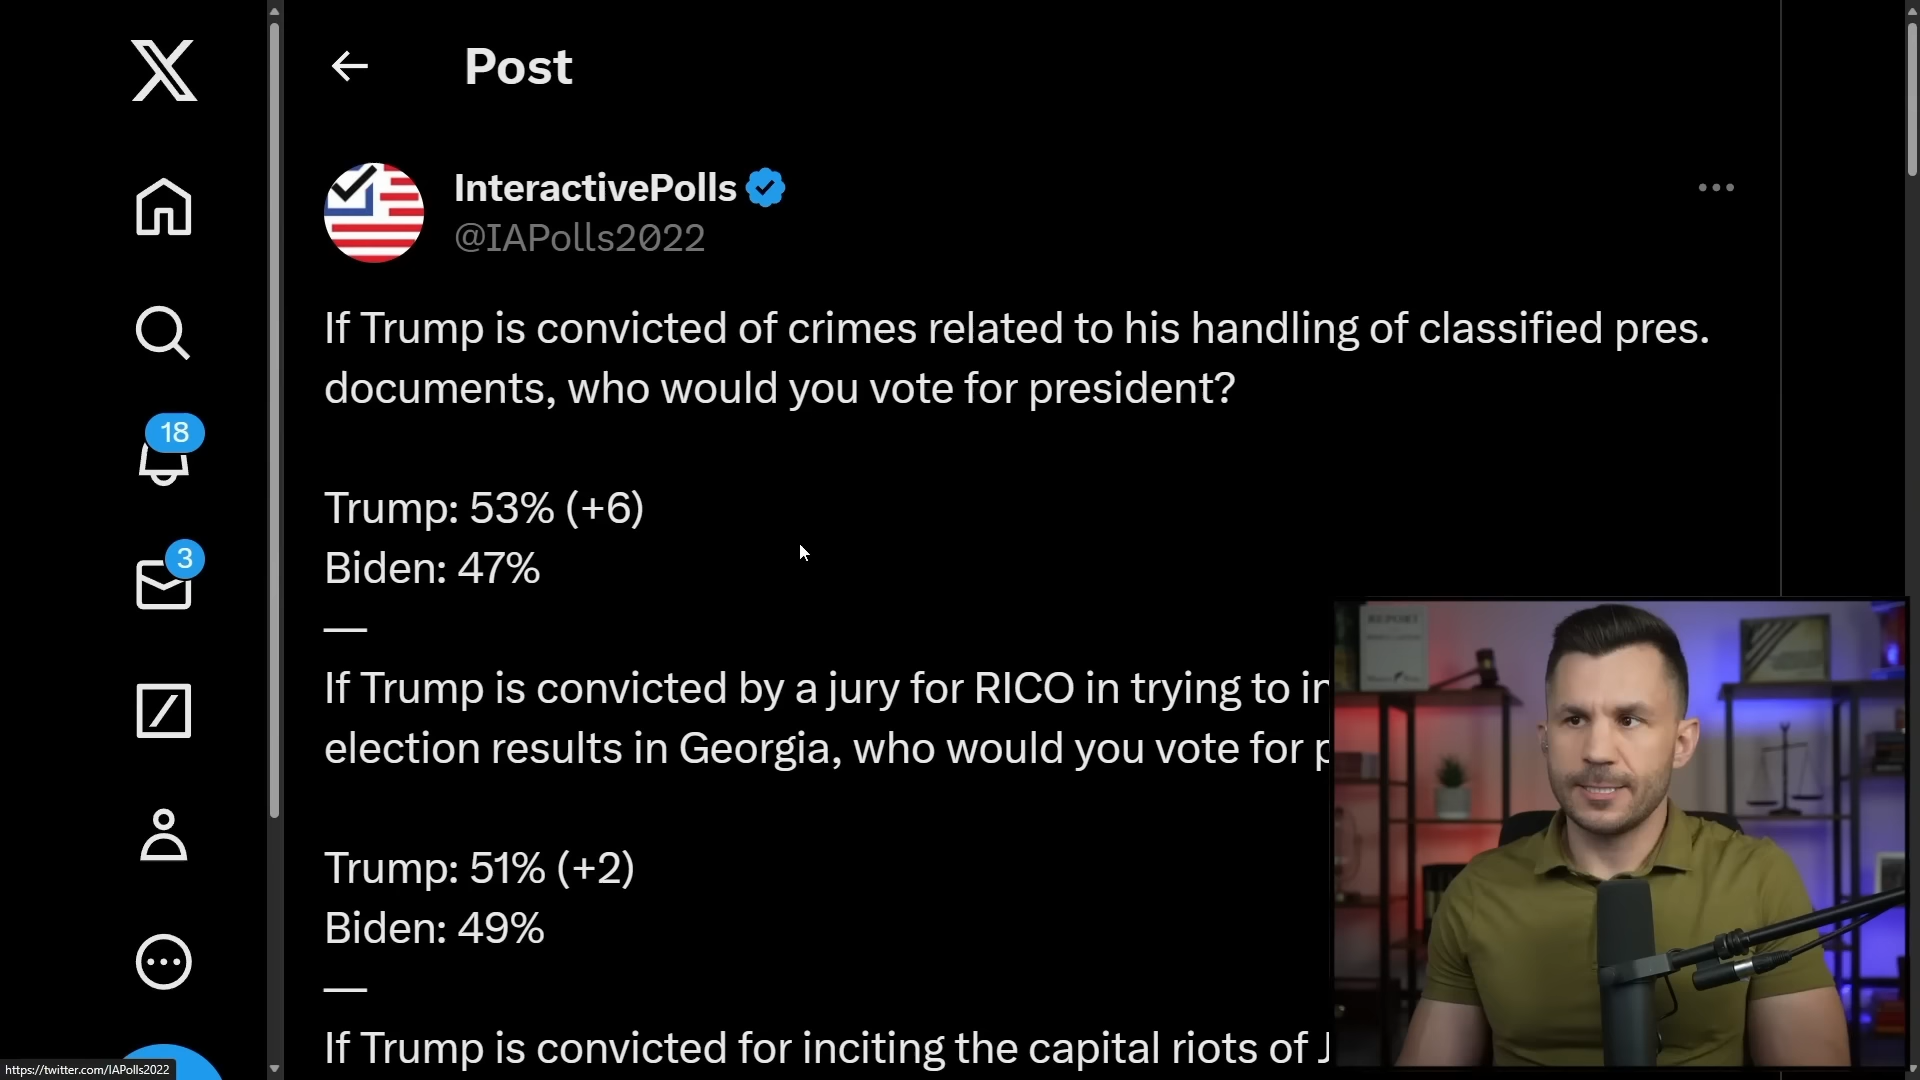 Post
InteractivePolls
@IAPolls2022
If Trump is convicted of crimes related to his handling of classified pres.
documents, who would you vote for president?
18
Trump: 53% (+6)
3
Biden: 47%
—
If Trump is convicted by a jury for RICO in trying to in
election results in Georgia, who would you vote for p
Trump: 51% (+2)
Biden: 49%
—
If Trump is convicted for inciting the capital riots of J
https://twitter.com/IAPolls2022
REPORT